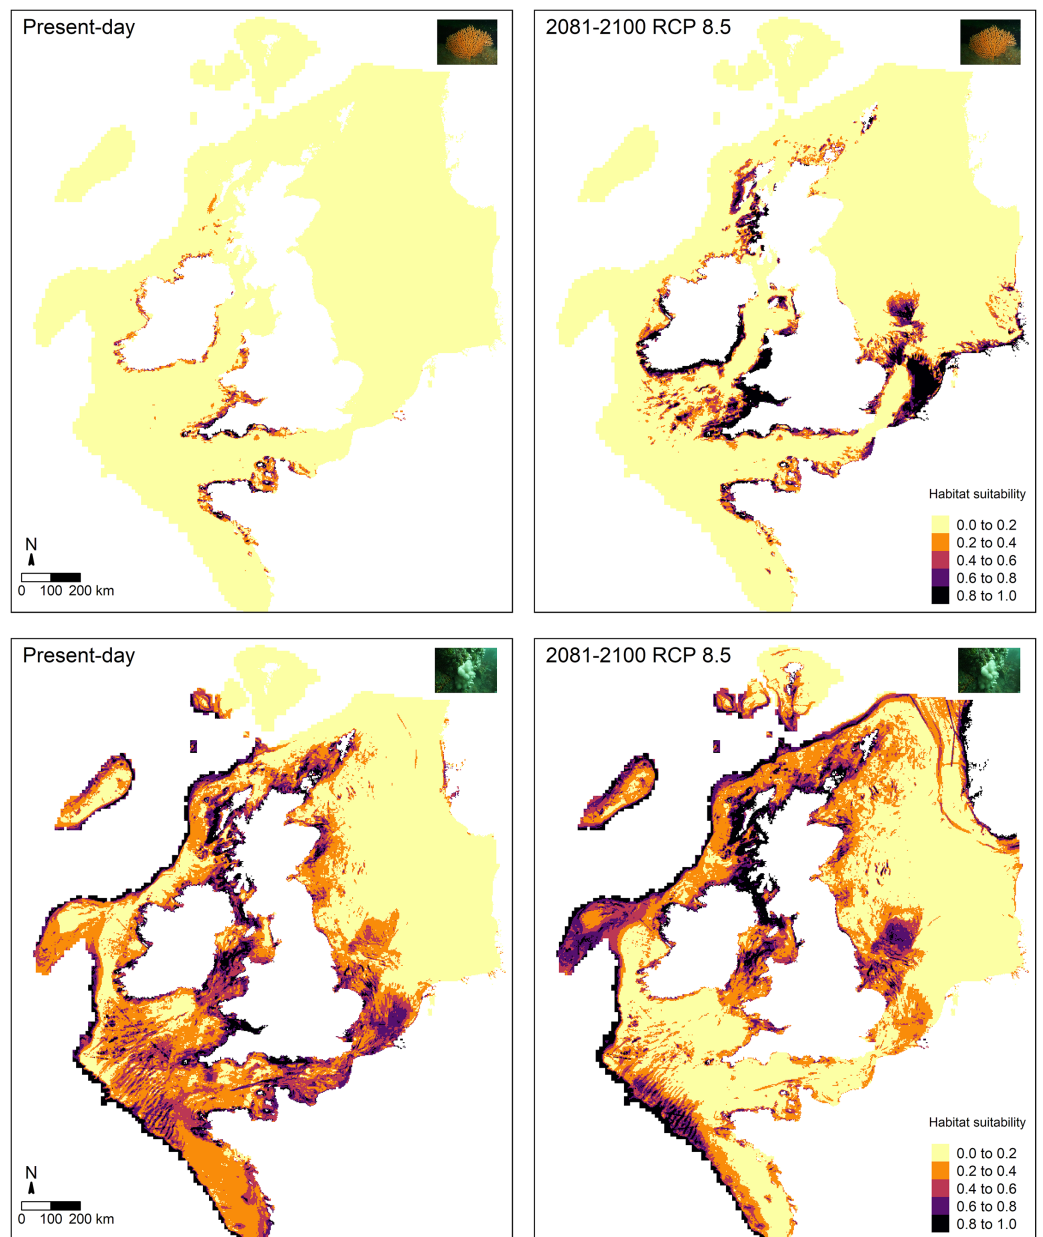 Present-day
N
0 100 200 km
2081-2100 RCP 8.5
Habitat suitability
0.0 to 0.2
0.2 to 0.4
0.4 to 0.6
0.6 to 0.8
0.8 to 1.0
Present-day
N
0 100 200 km
2081-2100 RCP 8.5
Habitat suitability
0.0 to 0.2
0.2 to 0.4
0.4 to 0.6
0.6 to 0.8
0.8 to 1.0